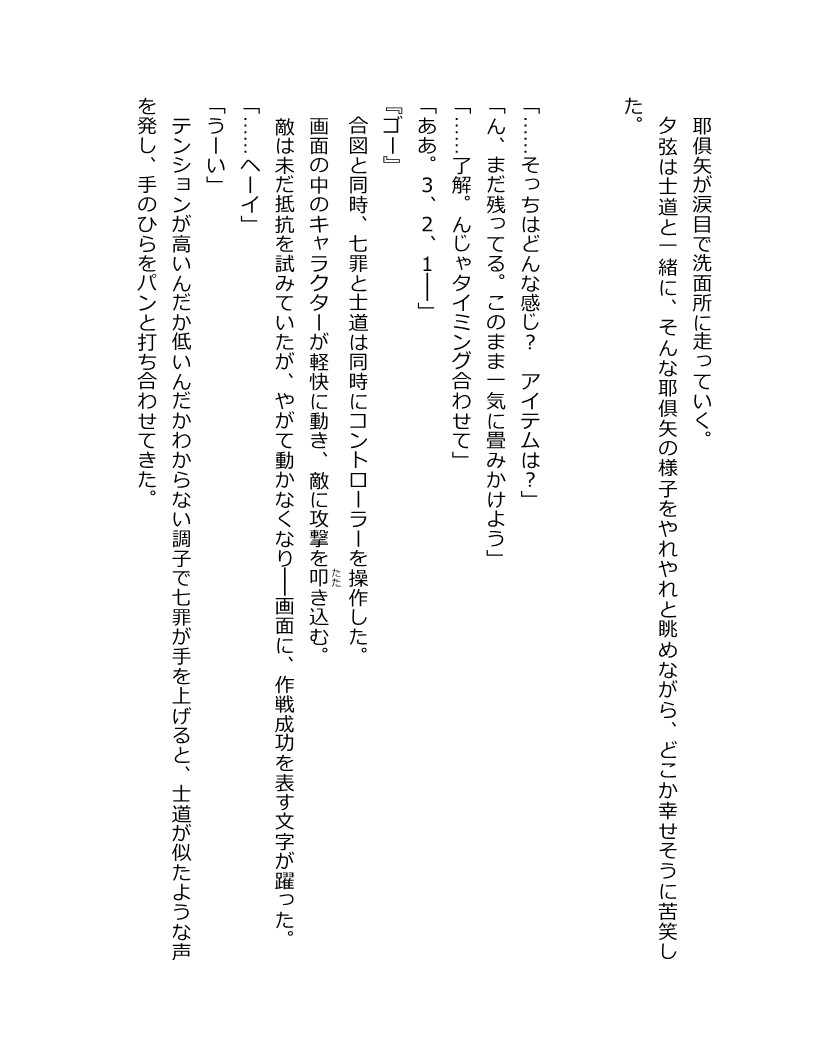 耶倶矢が涙目で洗面所に走っていく。
　夕弦は士道と一緒に、そんな耶倶矢の様子をやれやれと眺めながら、どこか幸せそうに苦笑し
た。
「……そっちはどんな感じ？　アイテムは？」
「ん、まだ残ってる。このまま一気に畳みかけよう」
「……了解。んじゃタイミング合わせて」
「ああ。3、2、1――」
『ゴー』
　合図と同時、七罪と士道は同時にコントローラーを操作した。
　画面の中のキャラクターが軽快に動き、敵に攻撃を叩き込む。
たた
　敵は未だ抵抗を試みていたが、やがて動かなくなり――画面に、作戦成功を表す文字が躍った。
「……へーイ」
「うーい」
　テンションが高いんだか低いんだかわからない調子で七罪が手を上げると、士道が似たような声
を発し、手のひらをパンと打ち合わせてきた。